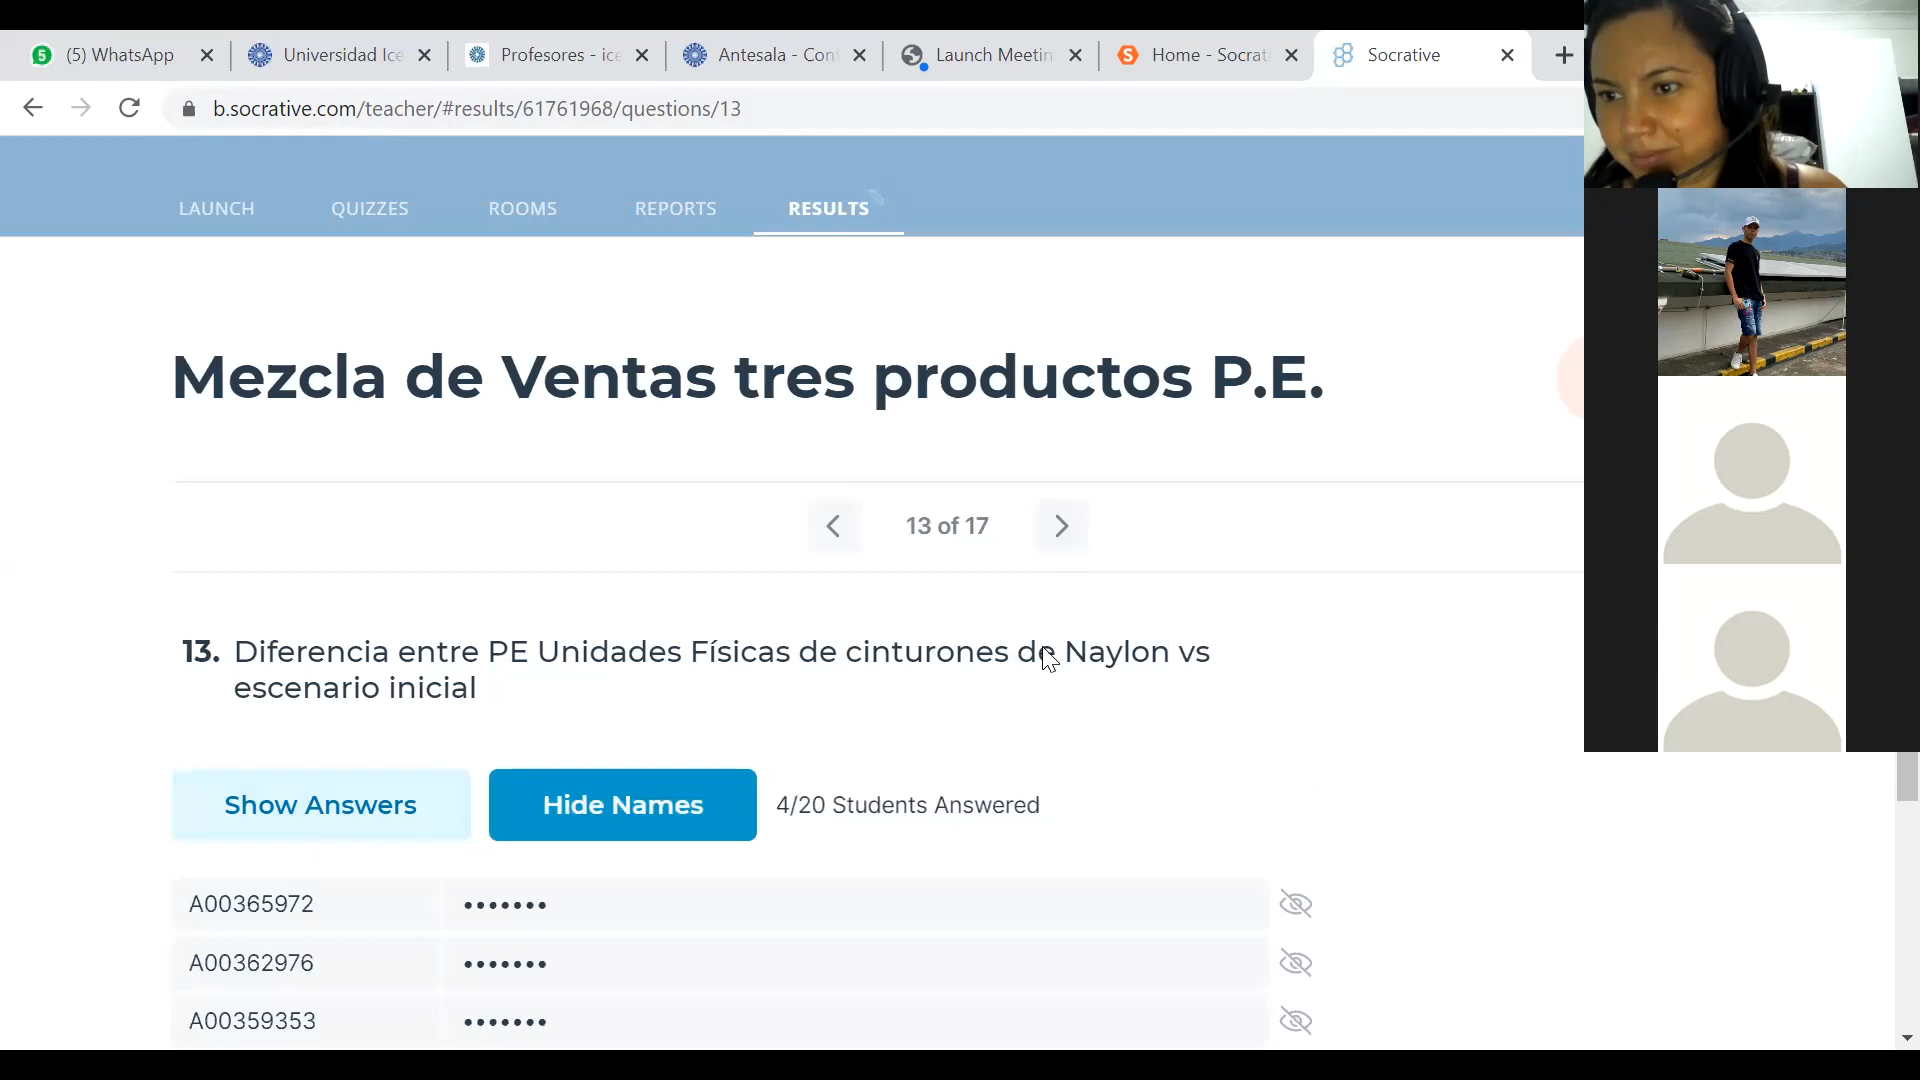 5 (5) WhatsApp Universidad Ice Profesores - ice Antesala - Con Launch Meetin S Home - Socrat Socrative
b.socrative.com/teacher/#results/61761968/questions/13
LAUNCH QUIZZES ROOMS REPORTS RESULTS
Mezcla de Ventas tres productos P.E.
13 of 17
13. Diferencia entre PE Unidades Físicas de cinturones de Naylon vs
escenario inicial
Show Answers Hide Names 4/20 Students Answered
A00365972 •••••••
A00362976 •••••••
A00359353 •••••••